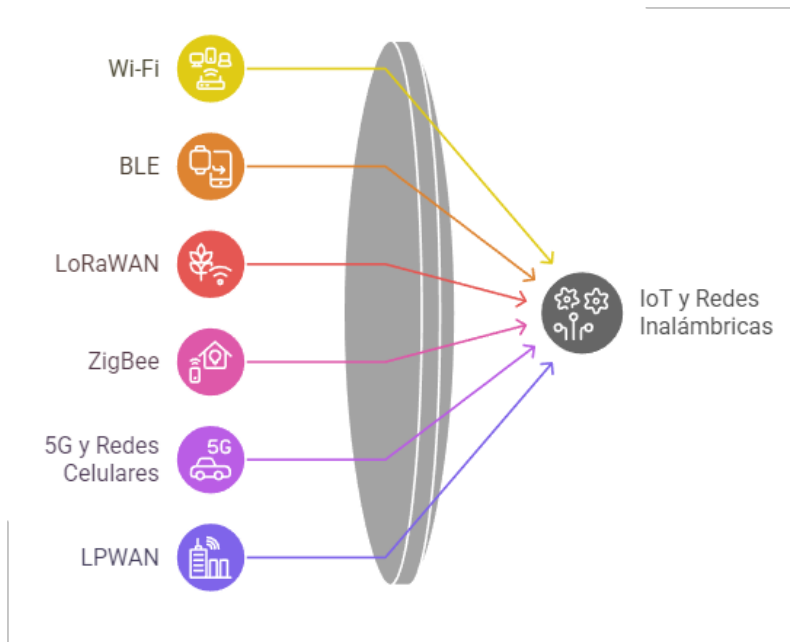 Wi-Fi
BLE
LoRaWAN
ZigBee
5G y Redes
Celulares
5G
LPWAN
IoT y Redes
Inalámbricas